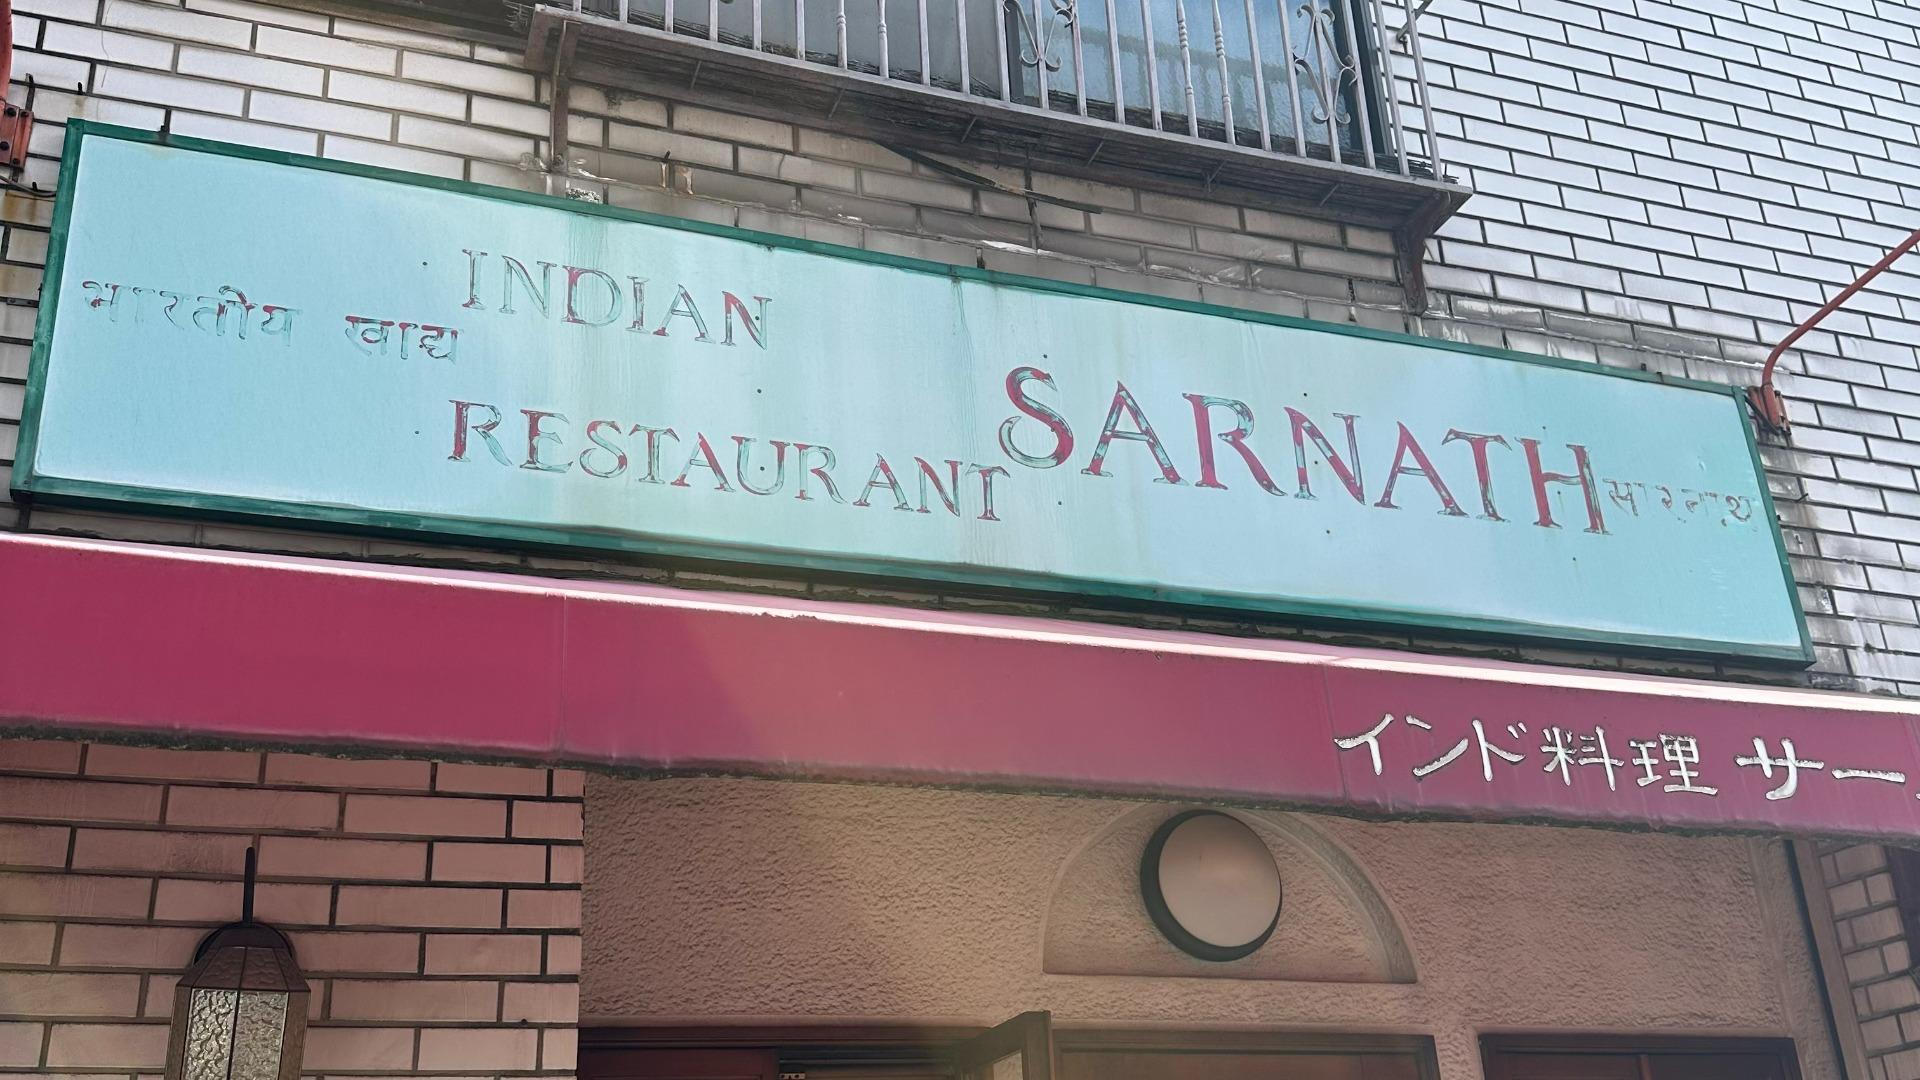 भारतीय खाद्य
INDIAN
RESTAURANT
SARNATH
सारनाथ
インド料理 サー